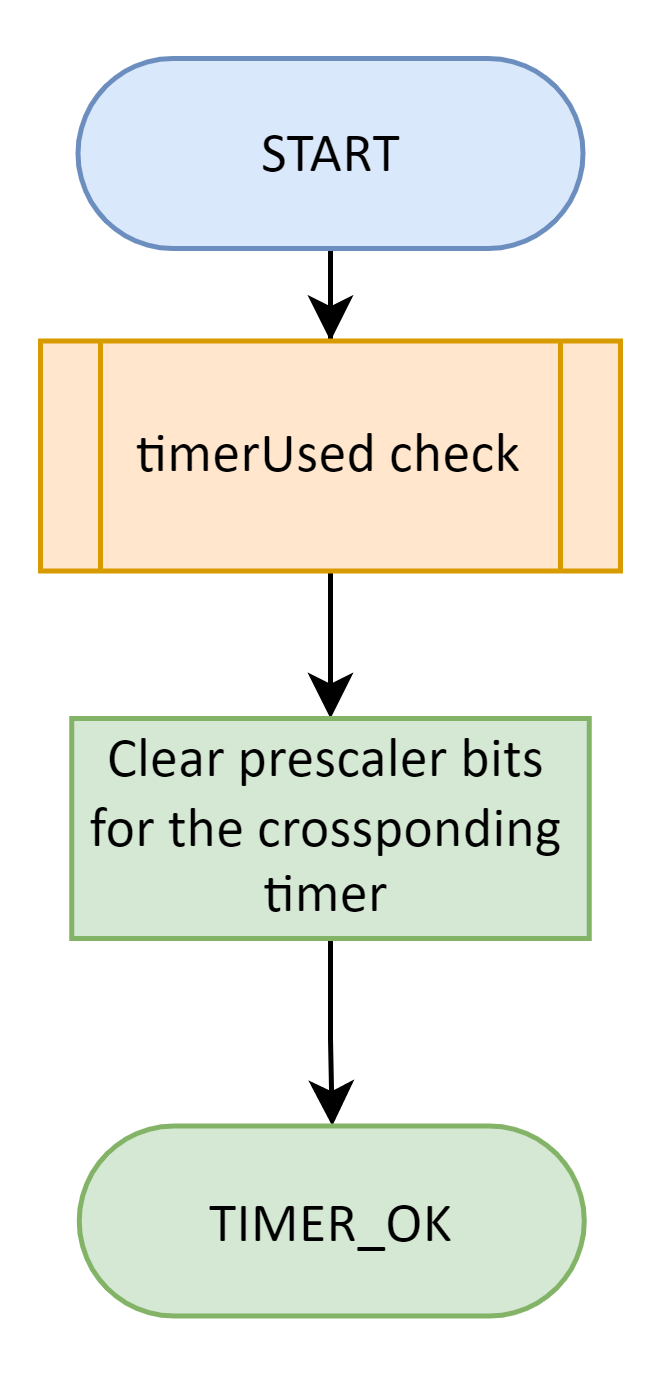 START
timerUsed check
Clear prescaler bits
for the crossponding
timer
TIMER_OK